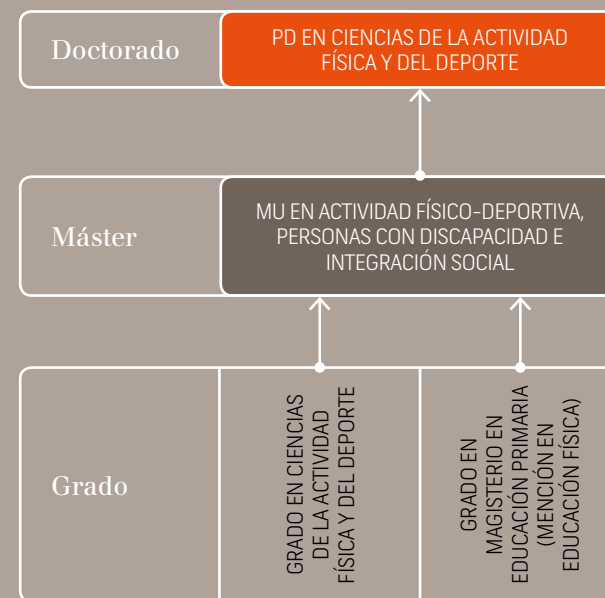 Doctorado
PD EN CIENCIAS DE LA ACTIVIDAD
FÍSICA Y DEL DEPORTE
Máster
MU EN ACTIVIDAD FÍSICO-DEPORTIVA,
PERSONAS CON DISCAPACIDAD E
INTEGRACIÓN SOCIAL
Grado
GRADO EN CIENCIAS
DE LA ACTIVIDAD
FÍSICA Y DEL DEPORTE
GRADO EN
MAGISTERIO EN
EDUCACIÓN PRIMARIA
(MENCIÓN EN
EDUCACIÓN FÍSICA)